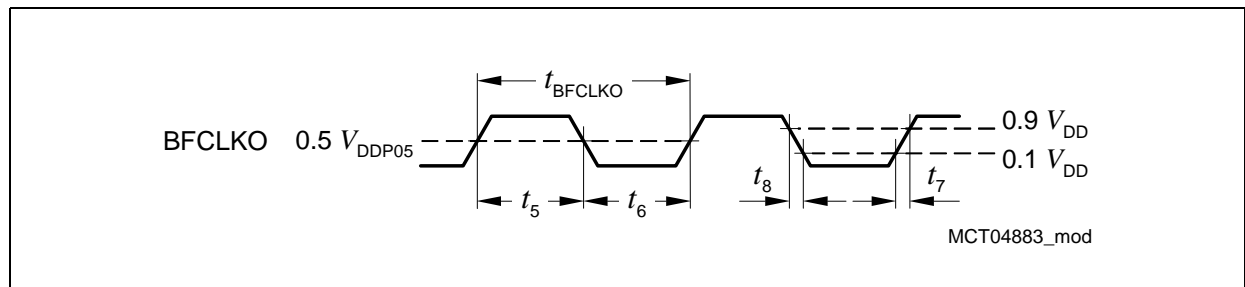 tBFCLKO
BFCLKO 0.5 VDDP05
0.9 VDD
0.1 VDD
t5 t6 t8 t7
MCT04883_mod